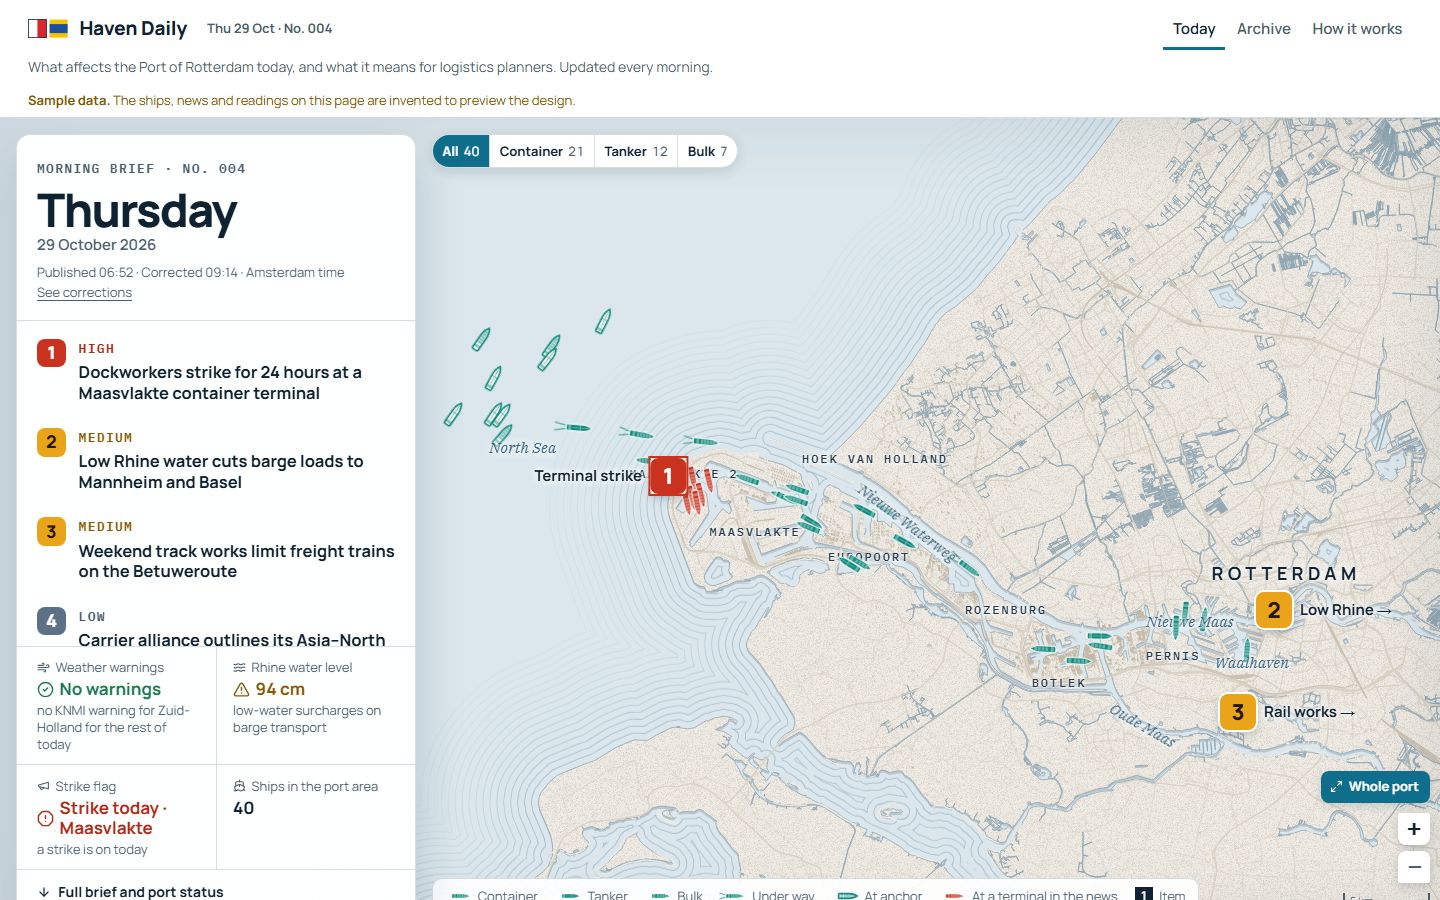 Haven Daily
Thu 29 Oct · No. 004
Today
Archive
How it works
What affects the Port of Rotterdam today, and what it means for logistics planners. Updated every morning.
Sample data. The ships, news and readings on this page are invented to preview the design.
MORNING BRIEF · NO. 004
Thursday
29 October 2026
Published 06:52 · Corrected 09:14 · Amsterdam time
See corrections
1
HIGH
Dockworkers strike for 24 hours at a
Maasvlakte container terminal
2
MEDIUM
Low Rhine water cuts barge loads to
Mannheim and Basel
3
MEDIUM
Weekend track works limit freight trains
on the Betuweroute
4
LOW
Carrier alliance outlines its Asia–North
Weather warnings
No warnings
no KNMI warning for Zuid-
Holland for the rest of
today
Rhine water level
94 cm
low-water surcharges on
barge transport
Strike flag
Strike today ·
Maasvlakte
a strike is on today
Ships in the port area
40
Full brief and port status
All 40
Container 21
Tanker 12
Bulk 7
North Sea
Terminal strike
1
HOEK VAN HOLLAND
MAASVLAKTE
Nieuwe Waterweg
EUROPOORT
ROTTERDAM
ROZENBURG
2
Low Rhine →
Nieuwe Maas
PERNIS
Waalhaven
BOTLEK
Oude Maas
3
Rail works →
Whole port
+
−
Container
Tanker
Bulk
Under way
At anchor
At a terminal in the news
1
Item
5 km